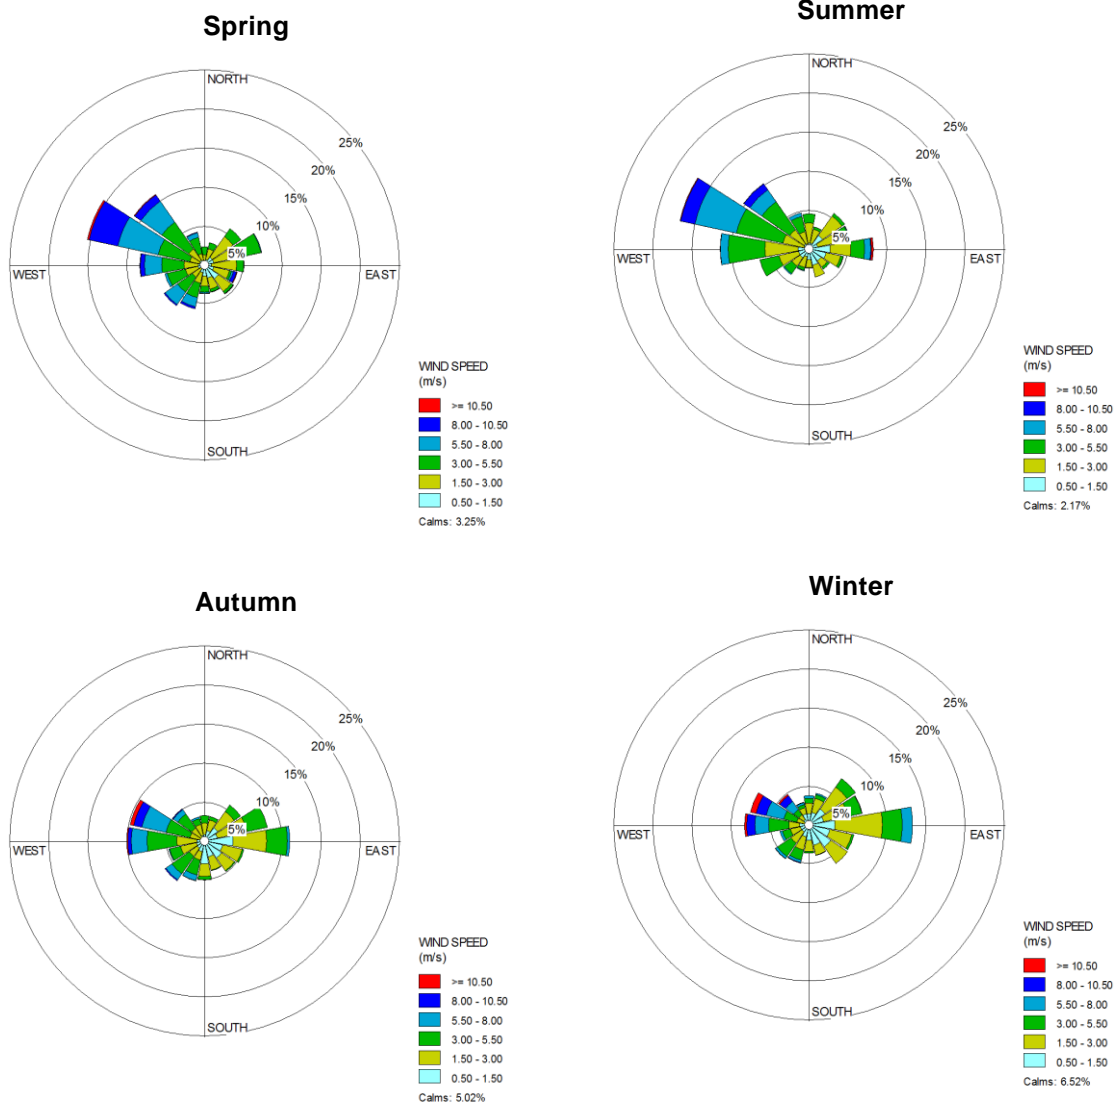 Spring
NORTH
25%
20%
15%
10%
5%
WEST
EAST
SOUTH
WIND SPEED
(m/s)
>= 10.50
8.00 - 10.50
5.50 - 8.00
3.00 - 5.50
1.50 - 3.00
0.50 - 1.50
Calms: 3.25%
Summer
NORTH
25%
20%
15%
10%
5%
WEST
EAST
SOUTH
WIND SPEED
(m/s)
>= 10.50
8.00 - 10.50
5.50 - 8.00
3.00 - 5.50
1.50 - 3.00
0.50 - 1.50
Calms: 2.17%
Autumn
NORTH
25%
20%
15%
10%
5%
WEST
EAST
SOUTH
WIND SPEED
(m/s)
>= 10.50
8.00 - 10.50
5.50 - 8.00
3.00 - 5.50
1.50 - 3.00
0.50 - 1.50
Calms: 5.02%
Winter
NORTH
25%
20%
15%
10%
5%
WEST
EAST
SOUTH
WIND SPEED
(m/s)
>= 10.50
8.00 - 10.50
5.50 - 8.00
3.00 - 5.50
1.50 - 3.00
0.50 - 1.50
Calms: 6.52%